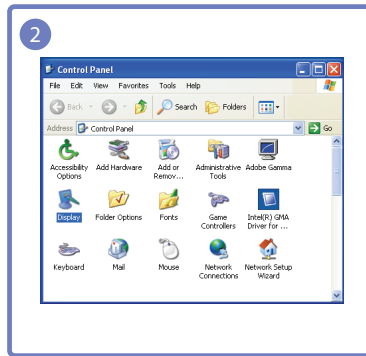 2
Control Panel
File Edit View Favorites Tools Help
Back Search Folders
Address Control Panel Go
Accessibility Options Add Hardware Add or Remov... Administrative Tools Adobe Gamma
Display Folder Options Fonts Game Controllers Intel(R) GMA Driver for ...
Keyboard Mail Mouse Network Connections Network Setup Wizard